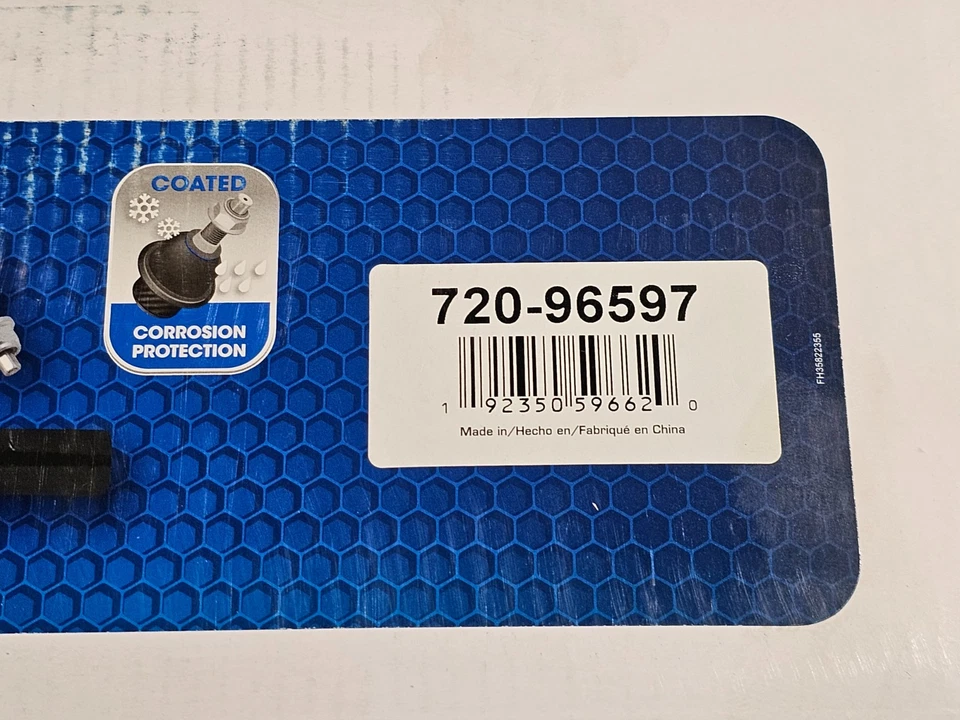 COATED
CORROSION
PROTECTION
720-96597
1 92350 59662 0
Made in/Hecho en/Fabriqué en China
FH35822355